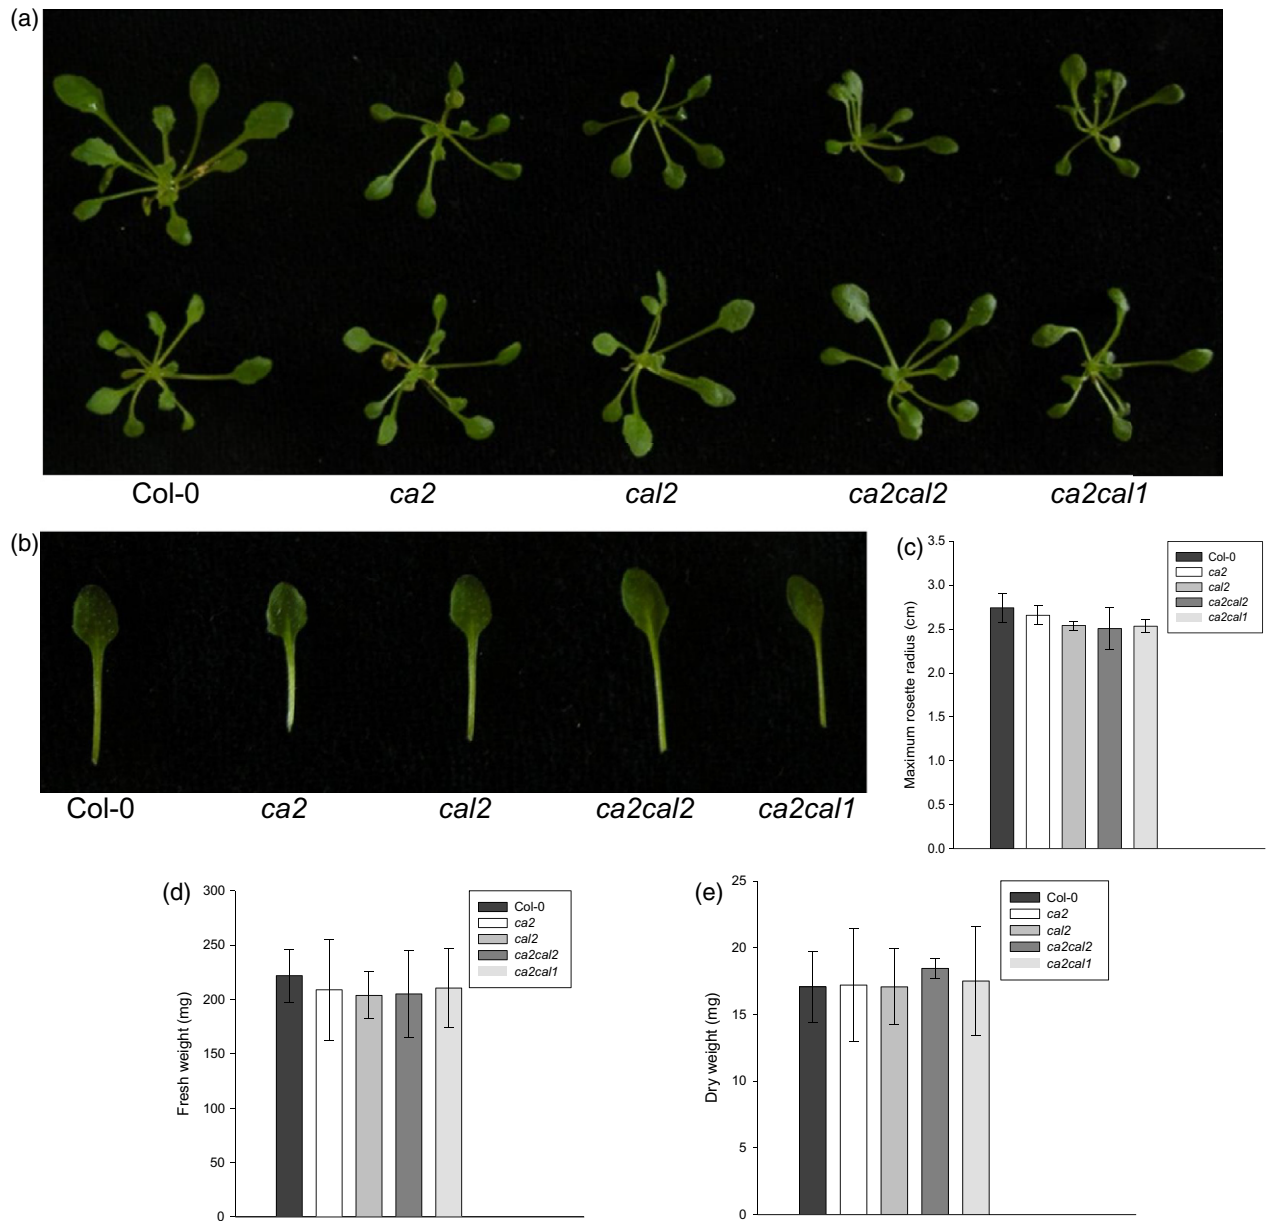 (a)
Col-0 ca2 cal2 ca2cal2 ca2cal1
(b)
Col-0 ca2 cal2 ca2cal2 ca2cal1
(c)
Maximum rosette radius (cm)
3.5
3.0
2.5
2.0
1.5
1.0
0.5
0.0
Col-0
ca2
cal2
ca2cal2
ca2cal1
(d)
Fresh weight (mg)
300
250
200
150
100
50
0
Col-0
ca2
cal2
ca2cal2
ca2cal1
(e)
Dry weight (mg)
25
20
15
10
5
0
Col-0
ca2
cal2
ca2cal2
ca2cal1